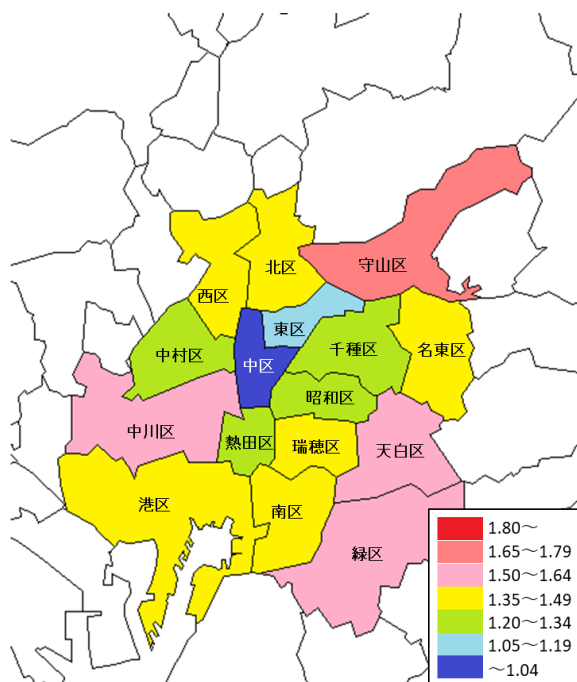 北区
守山区
西区
東区
中村区
中区
千種区
名東区
昭和区
中川区
熱田区
瑞穂区
天白区
港区
南区
緑区
1.80～
1.65～1.79
1.50～1.64
1.35～1.49
1.20～1.34
1.05～1.19
～1.04